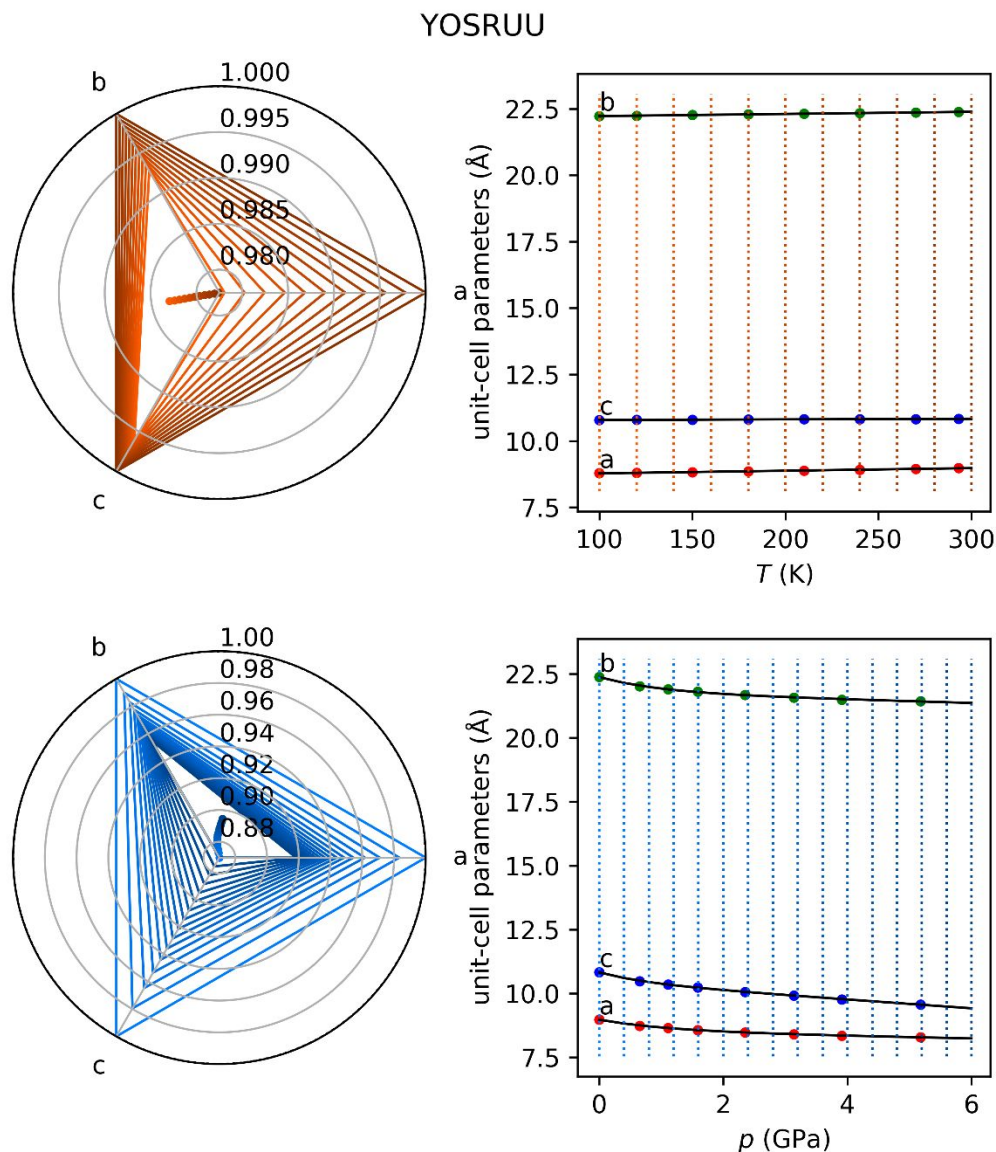 YOSRUU
b
1.000
0.995
0.990
0.985
0.980
a
c
unit-cell parameters (Å)
22.5
20.0
17.5
15.0
12.5
10.0
7.5
b
c
a
100
150
200
250
300
T (K)
b
1.00
0.98
0.96
0.94
0.92
0.90
0.88
a
c
unit-cell parameters (Å)
22.5
20.0
17.5
15.0
12.5
10.0
7.5
b
c
a
0
2
4
6
p (GPa)